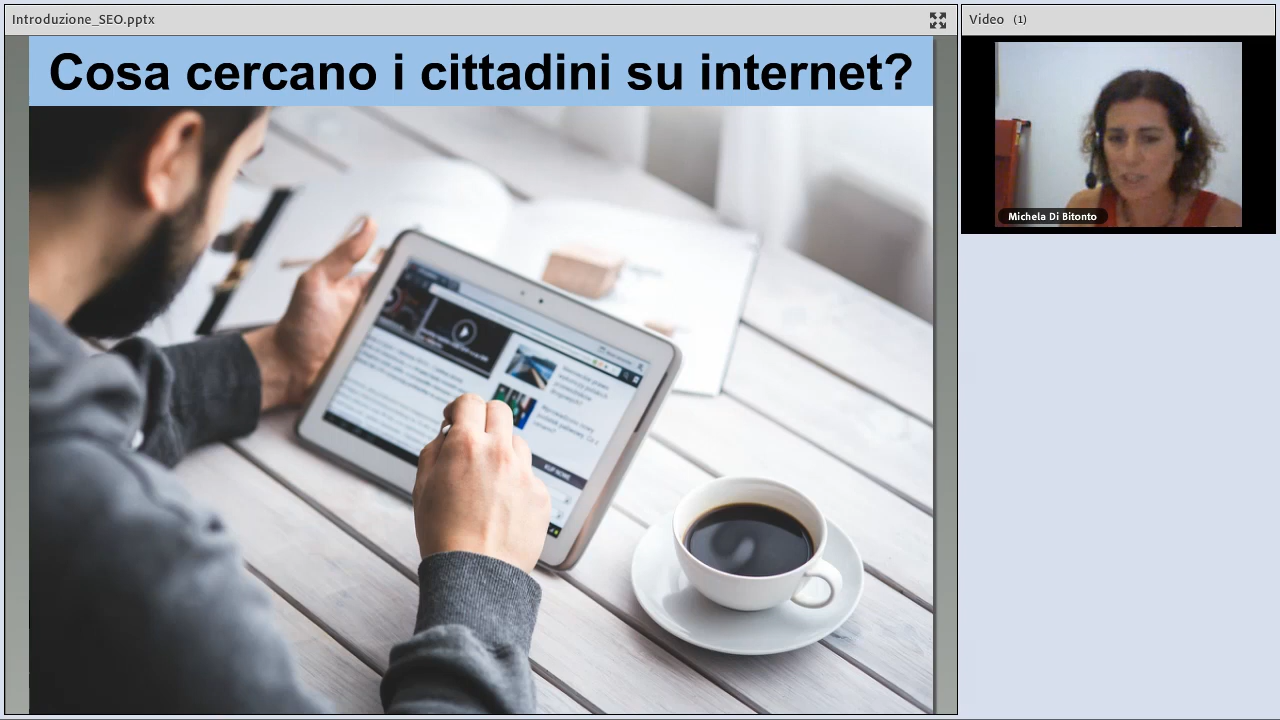 Introduzione_SEO.pptx
Video (1)
Cosa cercano i cittadini su internet?
Michela Di Bitonto